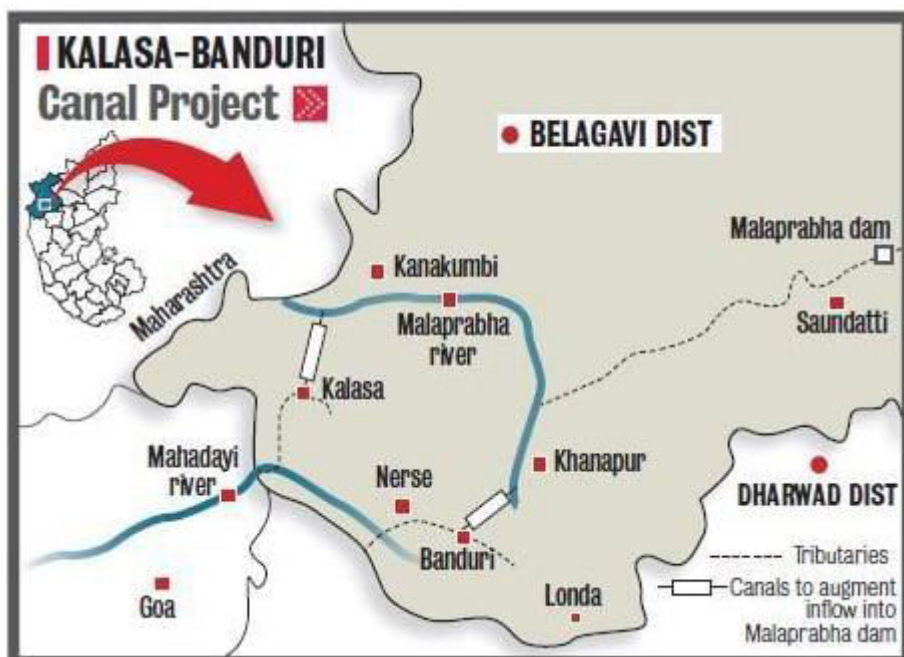 KALASA-BANDURI
Canal Project
BELAGAVI DIST
Malaprabha dam
Maharashtra
Kanakumbi
Malaprabha
river
Saundatti
Kalasa
Mahadayi
river
Nerse
Khanapur
DHARWAD DIST
Banduri
Goa
Londa
Tributaries
Canals to augment
inflow into
Malaprabha dam